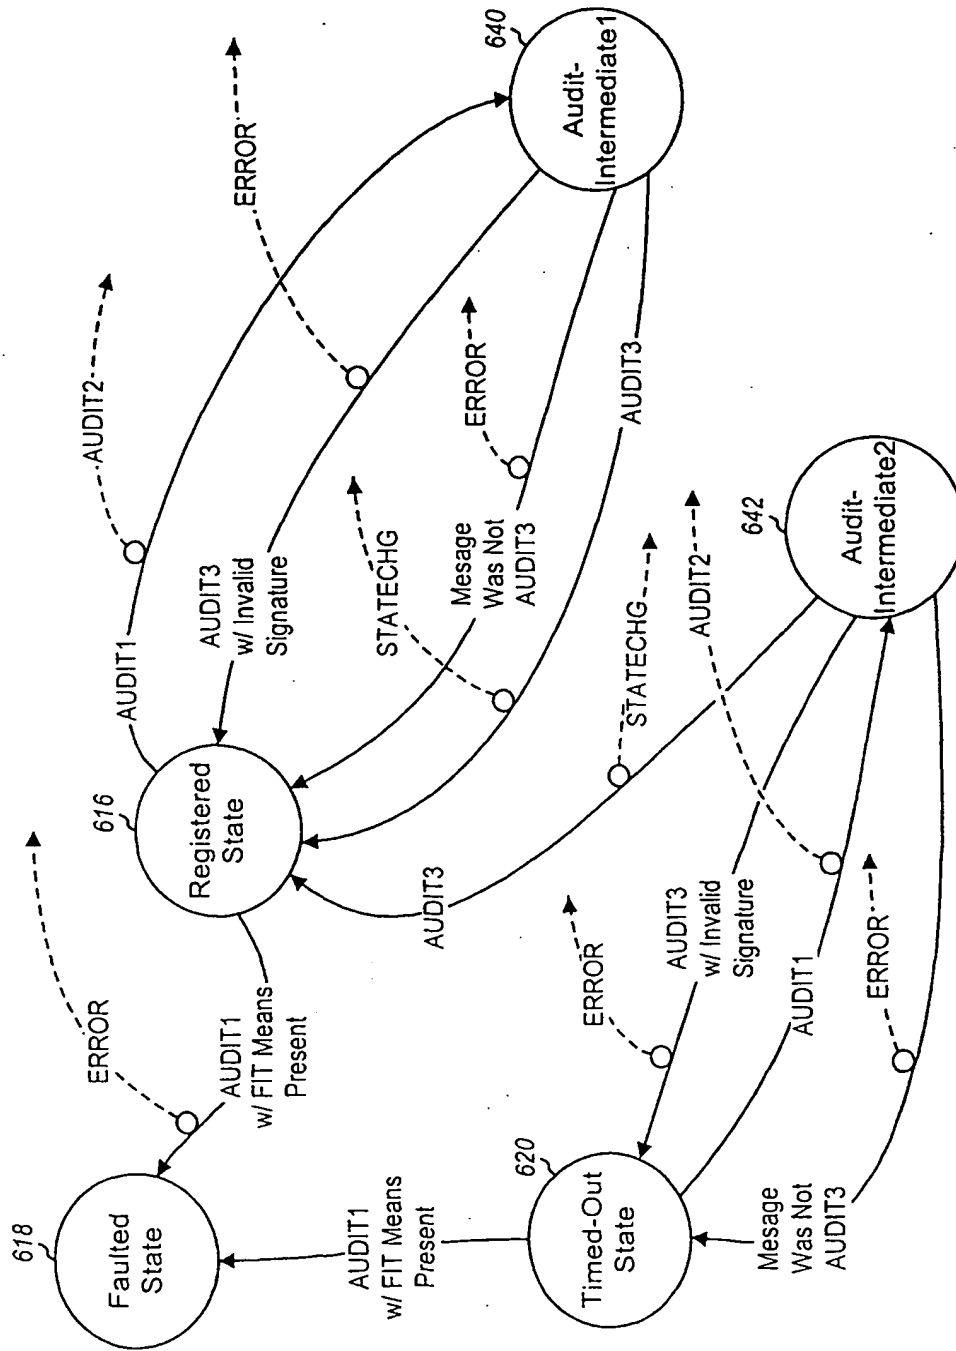 618
Faulted
State
ERROR
AUDIT1
w/ FIT Means
Present
616
Registered
State
AUDIT1
AUDIT2
ERROR
AUDIT3
w/ Invalid
Signature
STATECHG
Mesage
Was Not
AUDIT3
ERROR
AUDIT3
640
Audit-
Intermediate1
AUDIT1
w/ FIT Means
Present
620
Timed-Out
State
ERROR
AUDIT3
AUDIT3
w/ Invalid
Signature
STATECHG
AUDIT2
AUDIT1
ERROR
Mesage
Was Not
AUDIT3
642
Audit-
Intermediate2